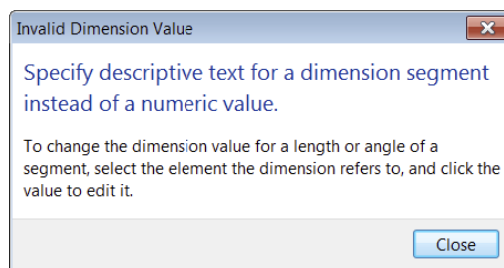 Invalid Dimension Value
Specify descriptive text for a dimension segment
instead of a numeric value.
To change the dimension value for a length or angle of a
segment, select the element the dimension refers to, and click the
value to edit it.
Close